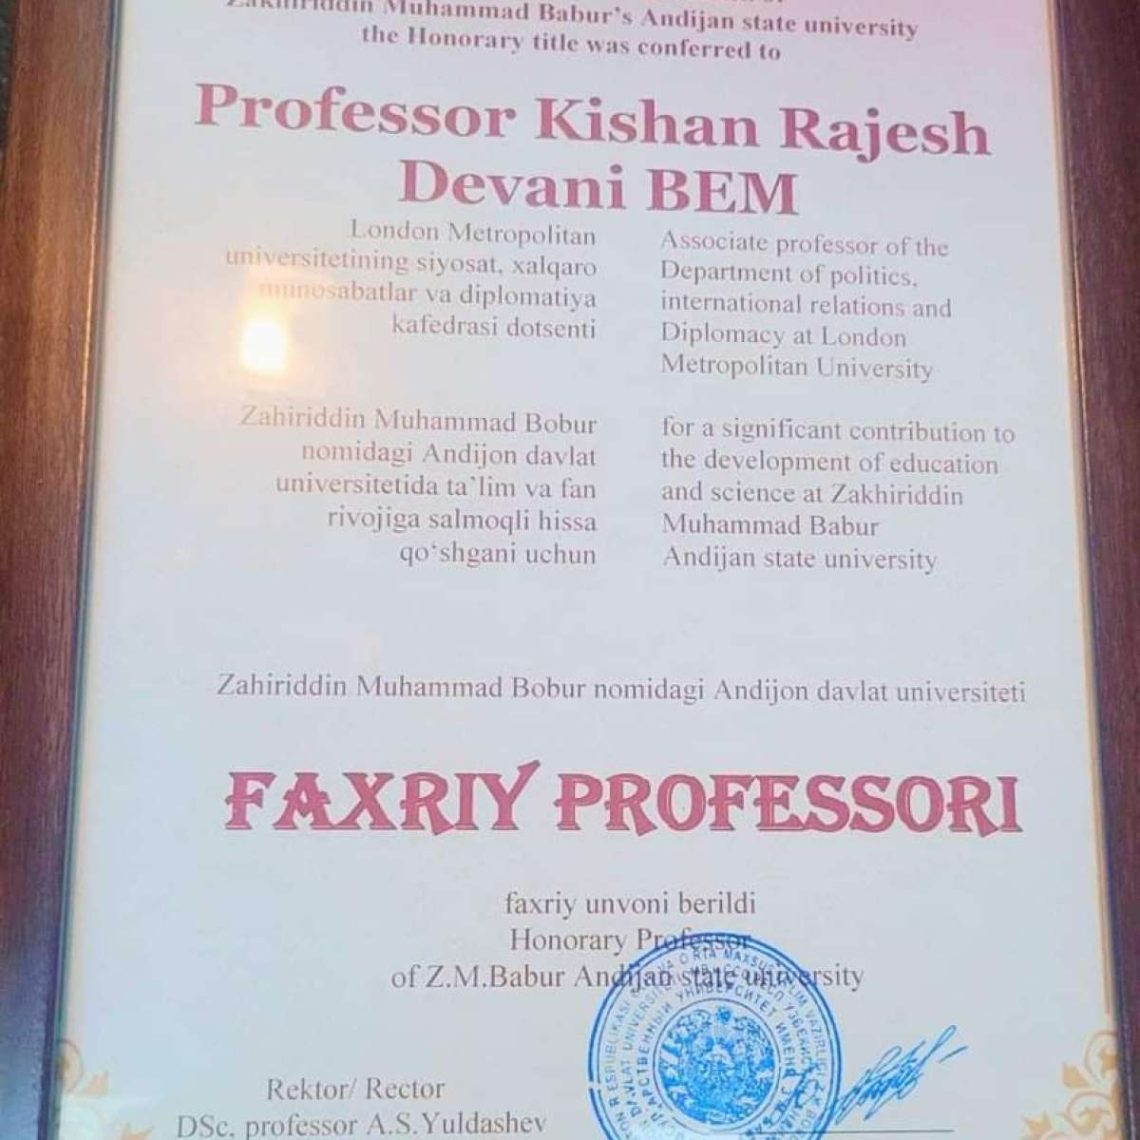 Zakhiriddin Muhammad Babur's Andijan state university
the Honorary title was conferred to
Professor Kishan Rajesh
Devani BEM
London Metropolitan
universitetining siyosat, xalqaro
munosabatlar va diplomatiya
kafedrasi dotsenti
Associate professor of the
Department of politics,
international relations and
Diplomacy at London
Metropolitan University
Zahiriddin Muhammad Bobur
nomidagi Andijon davlat
universitetida ta`lim va fan
rivojiga salmoqli hissa
qo‘shgani uchun
for a significant contribution to
the development of education
and science at Zakhiriddin
Muhammad Babur
Andijan state university
Zahiriddin Muhammad Bobur nomidagi Andijon davlat universiteti
FAXRIY PROFESSORI
faxriy unvoni berildi
Honorary Professor
of Z.M.Babur Andijan state university
Rektor/ Rector
DSc. professor A.S.Yuldashev